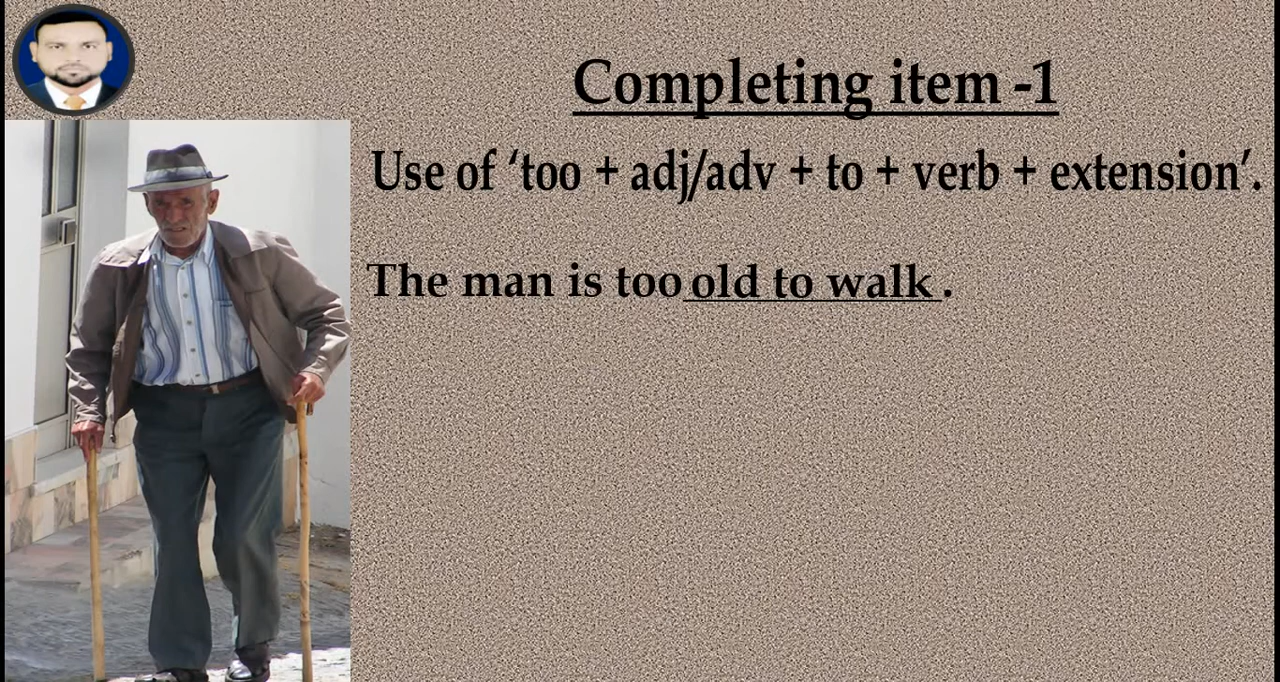 Completing item -1
Use of ‘too + adj/adv + to + verb + extension’.
The man is too old to walk .